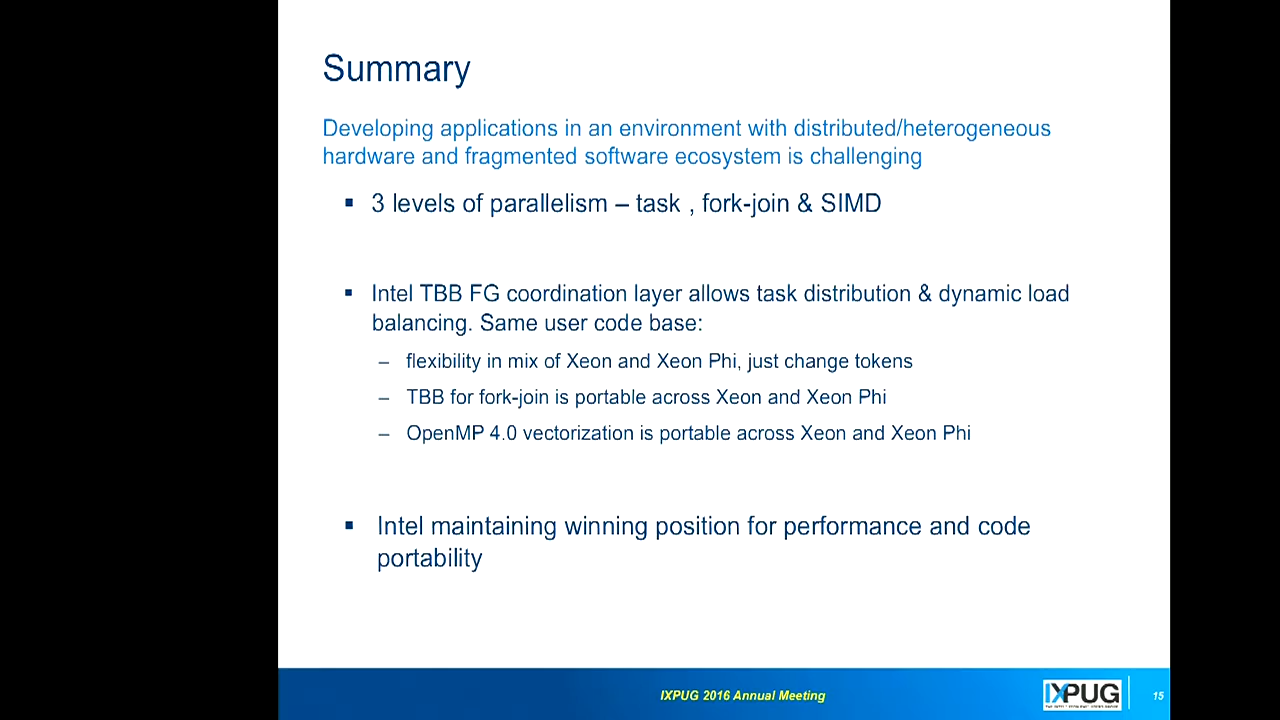 Summary
Developing applications in an environment with distributed/heterogeneous
hardware and fragmented software ecosystem is challenging
▪ 3 levels of parallelism – task , fork-join & SIMD
▪ Intel TBB FG coordination layer allows task distribution & dynamic load
balancing. Same user code base:
– flexibility in mix of Xeon and Xeon Phi, just change tokens
– TBB for fork-join is portable across Xeon and Xeon Phi
– OpenMP 4.0 vectorization is portable across Xeon and Xeon Phi
▪ Intel maintaining winning position for performance and code
portability
IXPUG 2016 Annual Meeting
IXPUG
15